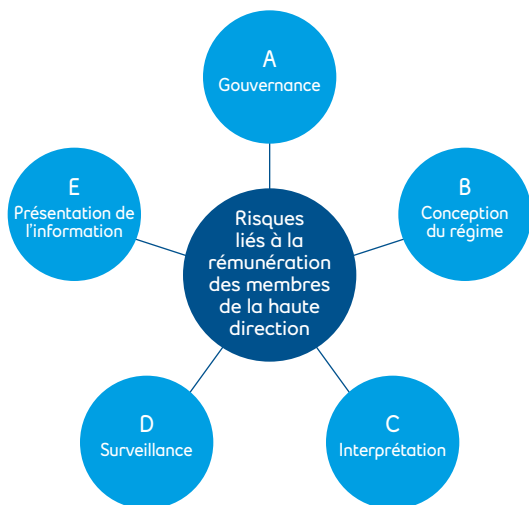 A
Gouvernance
E
Présentation de
l'information
B
Conception
du régime
Risques
liés à la
rémunération
des membres
de la haute
direction
D
Surveillance
C
Interprétation